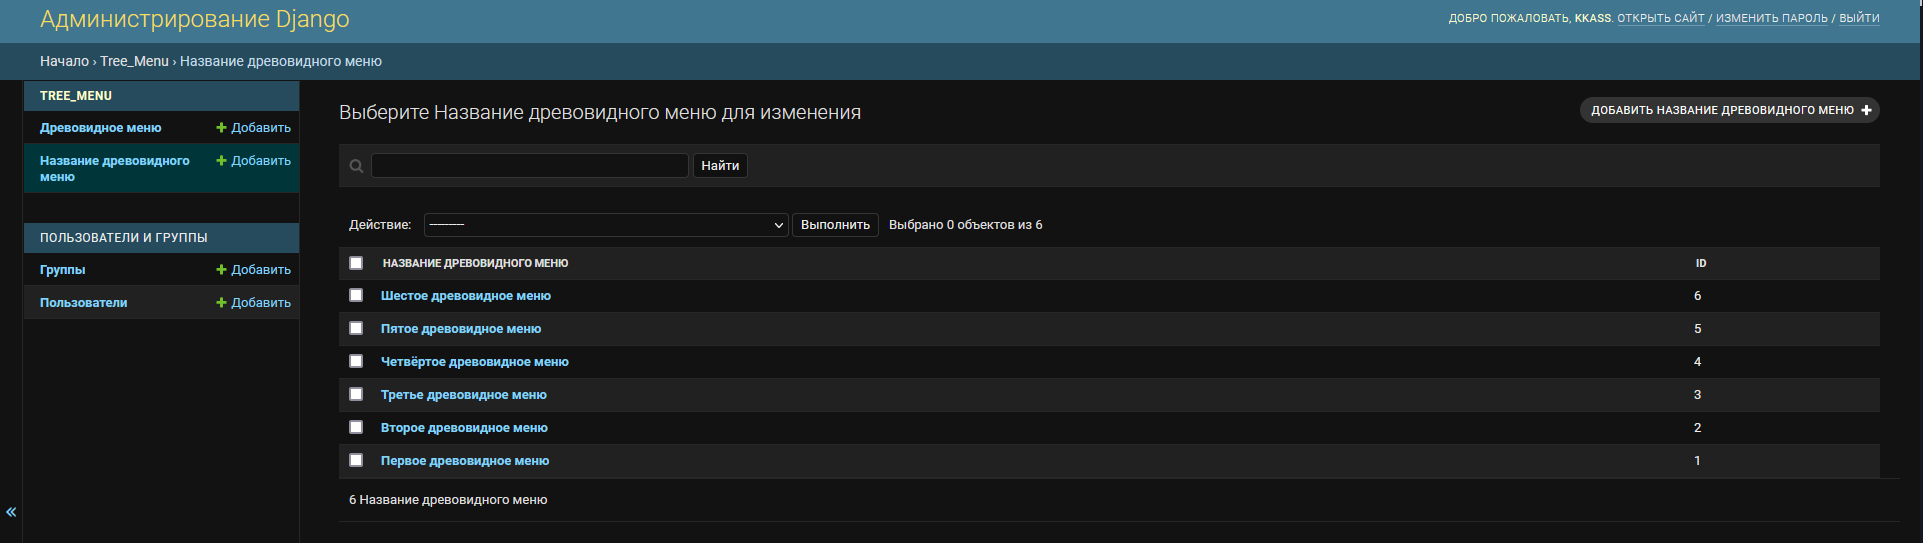 Администрирование Django
ДОБРО ПОЖАЛОВАТЬ, KKASS. ОТКРЫТЬ САЙТ / ИЗМЕНИТЬ ПАРОЛЬ / ВЫЙТИ
Начало › Tree_Menu › Название древовидного меню
TREE_MENU
Древовидное меню + Добавить
Название древовидного + Добавить
меню
ПОЛЬЗОВАТЕЛИ И ГРУППЫ
Группы + Добавить
Пользователи + Добавить
«
Выберите Название древовидного меню для изменения
ДОБАВИТЬ НАЗВАНИЕ ДРЕВОВИДНОГО МЕНЮ +
Найти
Действие: --------- Выполнить Выбрано 0 объектов из 6
НАЗВАНИЕ ДРЕВОВИДНОГО МЕНЮ ID
Шестое древовидное меню 6
Пятое древовидное меню 5
Четвёртое древовидное меню 4
Третье древовидное меню 3
Второе древовидное меню 2
Первое древовидное меню 1
6 Название древовидного меню